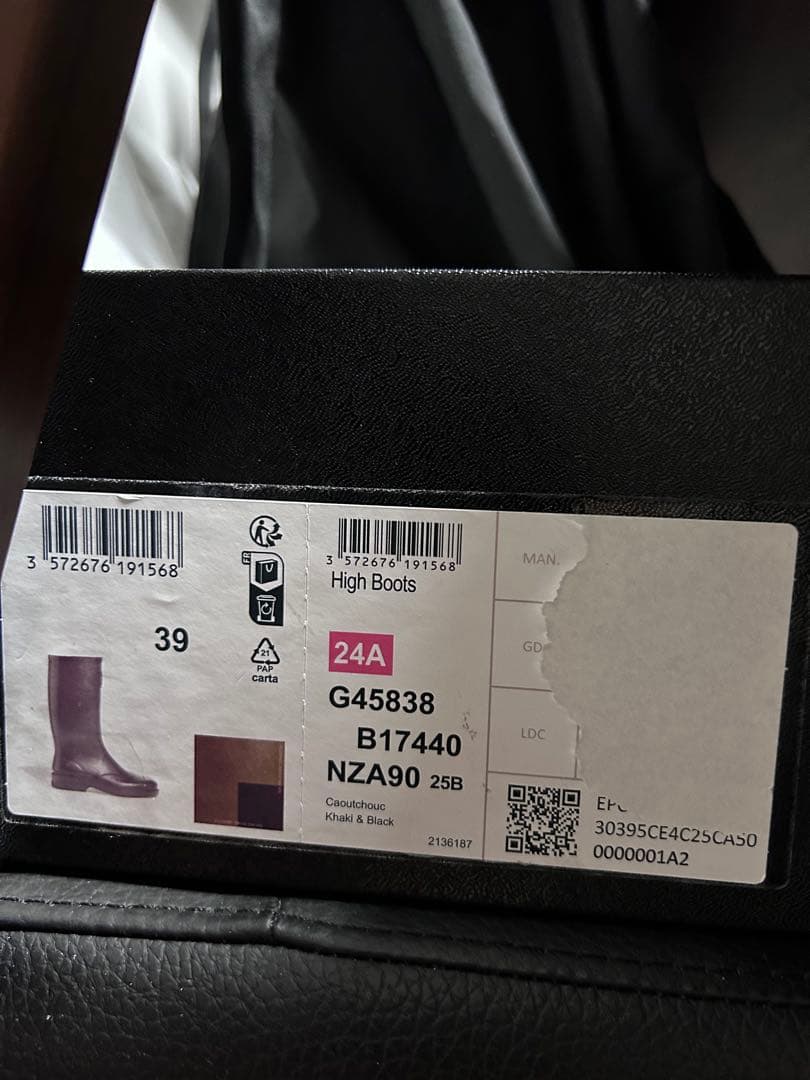 3 572676 191568
FR
39
21
PAP
carta
3 572676 191568
High Boots
24A
G45838
B17440
NZA90 25B
Caoutchouc
Khaki & Black
2136187
MAN.
GD
LDC
30395CE4C25CA50
0000001A2